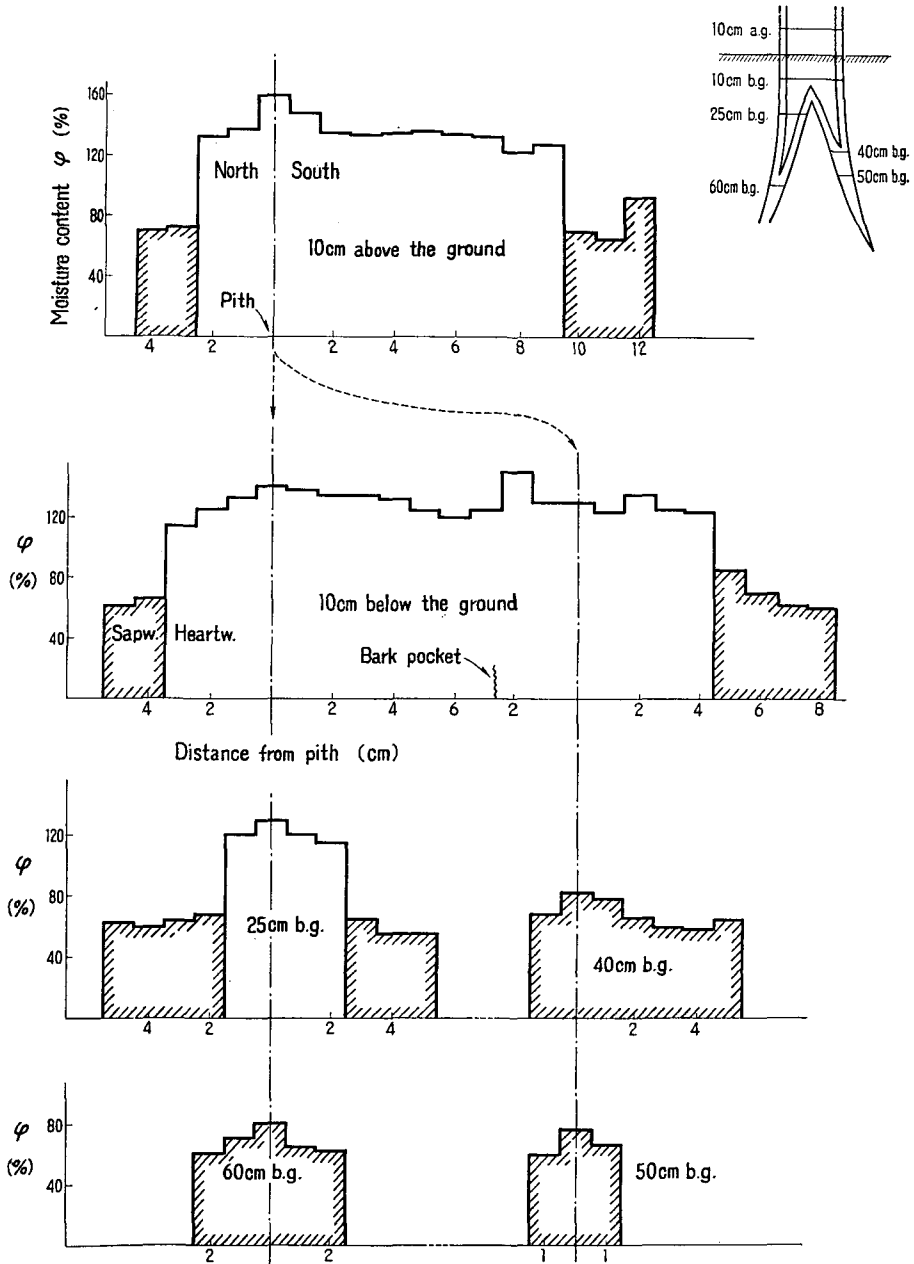 10cm a.g.
10cm b.g.
25cm b.g.
40cm b.g.
50cm b.g.
60cm b.g.
Moisture content φ (%)
160
120
80
40
North South
10cm above the ground
Pith
4 2 2 4 6 8 10 12
φ
(%)
120
80
40
Sapw. Heartw.
10cm below the ground
Bark pocket
4 2 2 4 6 2 2 4 6 8
Distance from pith (cm)
φ
(%)
120
80
40
25cm b.g.
40cm b.g.
4 2 2 4 2 4
φ
(%)
80
40
60cm b.g.
50cm b.g.
2 2 1 1